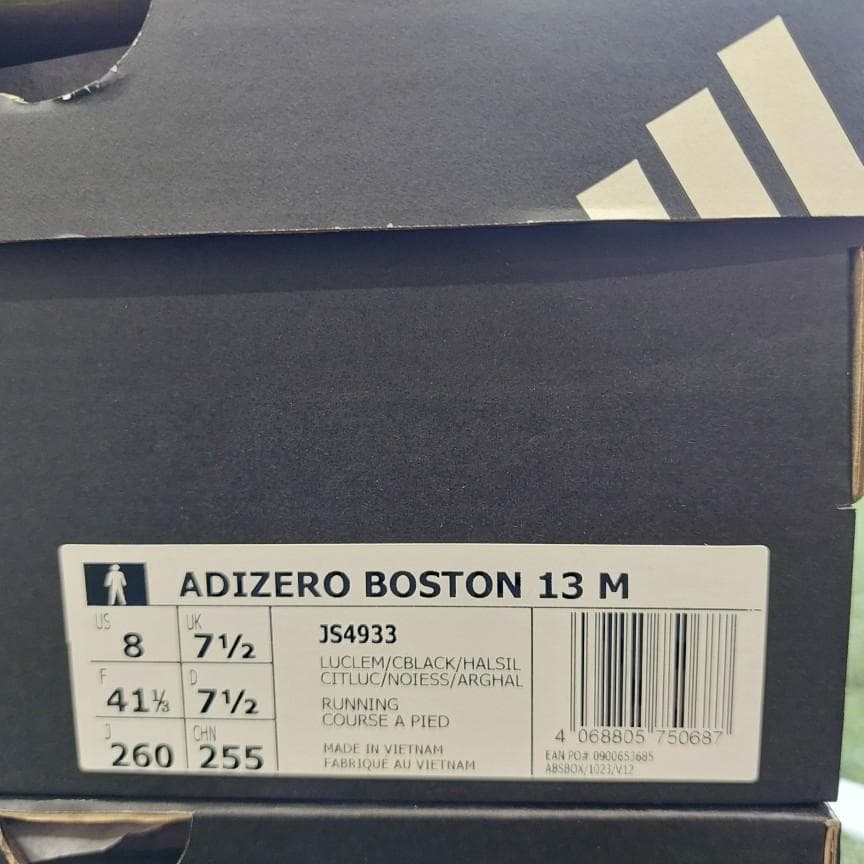 ADIZERO BOSTON 13 M
US
8
UK
7½
F
41⅓
D
7½
J
260
CHN
255
JS4933
LUCLEM/CBLACK/HALSIL
CITLUC/NOIESS/ARGHAL
RUNNING
COURSE A PIED
MADE IN VIETNAM
FABRIQUE AU VIETNAM
4 068805 750687
EAN PO# 0900653685
ABSBOX/1023/V12